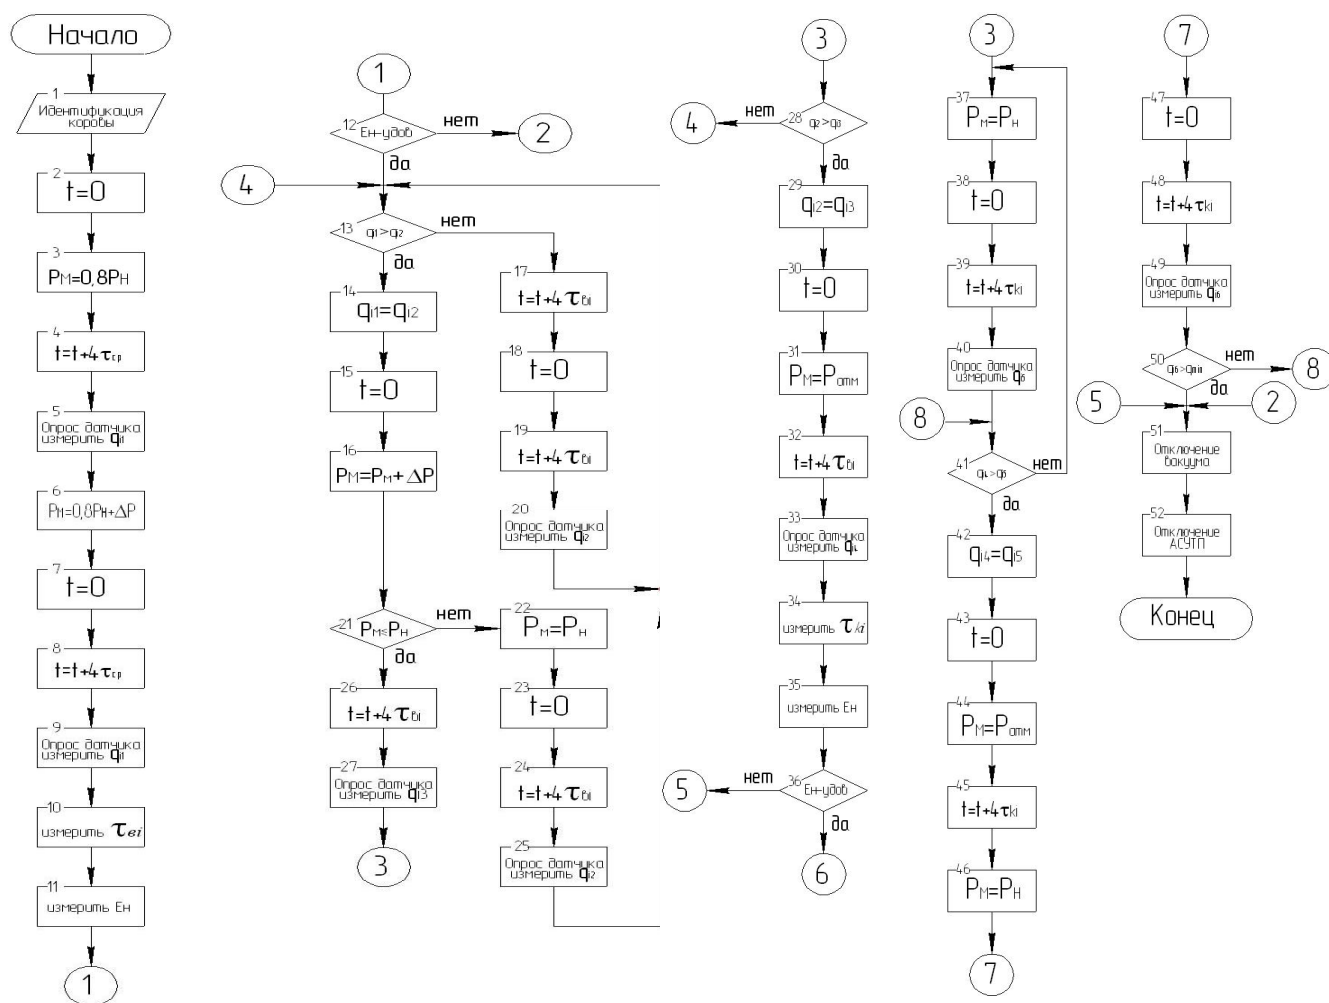 Начало
1
Идентификация
коровы
2
t=0
3
Pм=0,8Pн
4
t=t+4τср
5
Опрос датчика
измерить qi1
6
Pм=0,8Pн+ΔP
7
t=0
8
t=t+4τср
9
Опрос датчика
измерить qi1
10
измерить τвi
11
измерить Ен
1
1
12
Ен-удов
нет
2
да
4
13
qi1>qi2
нет
да
14
qi1=qi2
15
t=0
16
Pм=Pм+ΔP
17
t=t+4τвi
18
t=0
19
t=t+4τвi
20
Опрос датчика
измерить qi2
21
Pм≤Pн
нет
да
22
Pм=Pн
23
t=0
24
t=t+4τвi
25
Опрос датчика
измерить qi2
26
t=t+4τвi
27
Опрос датчика
измерить qi3
3
3
28
нет
4
да
29
qi2=qi3
30
t=0
31
Pм=Pатм
32
t=t+4τвi
33
Опрос датчика
измерить qi4
34
измерить τki
35
измерить Ен
36
Ен-удов
нет
5
да
6
3
37
Pм=Pн
38
t=0
39
t=t+4τki
40
Опрос датчика
измерить
8
41
нет
да
42
qi4=qi5
43
t=0
44
Pм=Pатм
45
t=t+4τki
46
Pм=Pн
7
7
47
t=0
48
t=t+4τki
49
Опрос датчика
измерить qi6
50
qi6>qmin
нет
8
да
5
2
51
Отключение
вакуума
52
Отключение
АСУТП
Конец